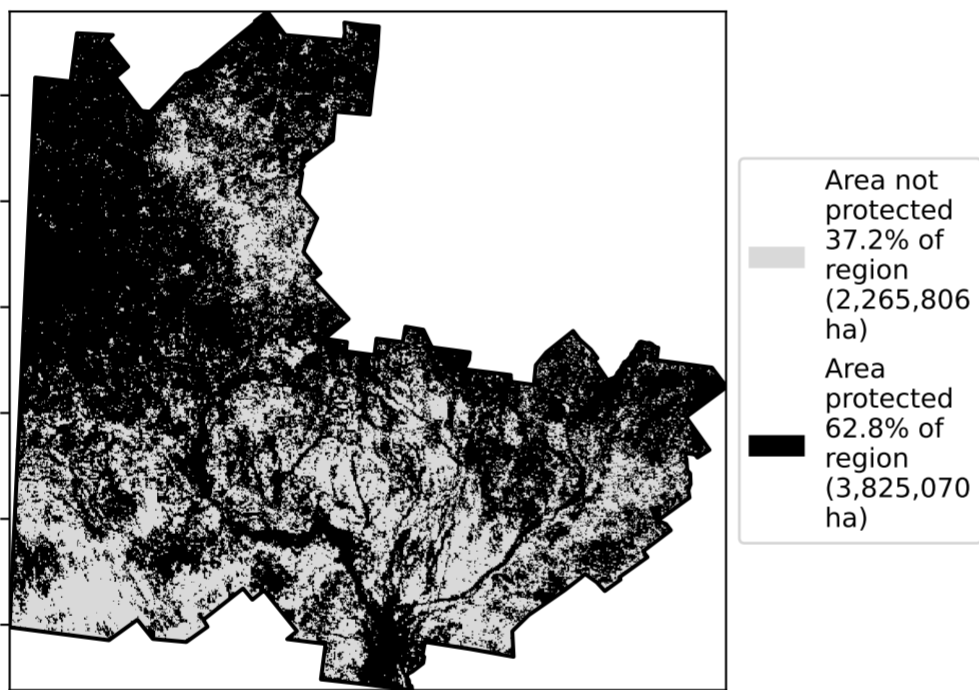 Area not
protected
37.2% of
region
(2,265,806
ha)
Area
protected
62.8% of
region
(3,825,070
ha)